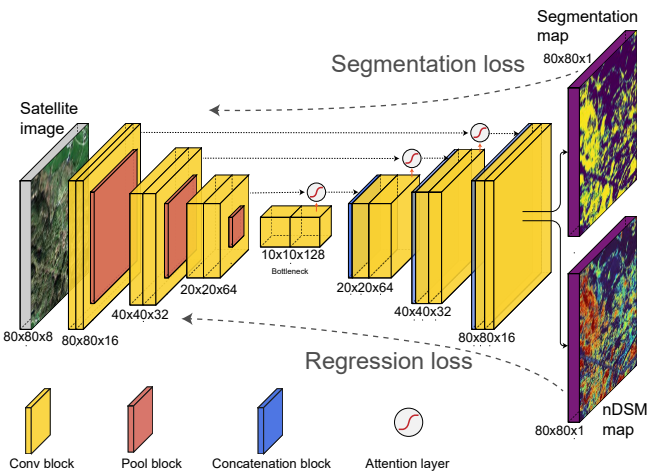 Segmentation
map
80x80x1
Segmentation loss
Satellite
image
10x10x128
Bottleneck
20x20x64
20x20x64
40x40x32
40x40x32
80x80x8
80x80x16
80x80x16
Regression loss
nDSM
map
80x80x1
Conv block
Pool block
Concatenation block
Attention layer